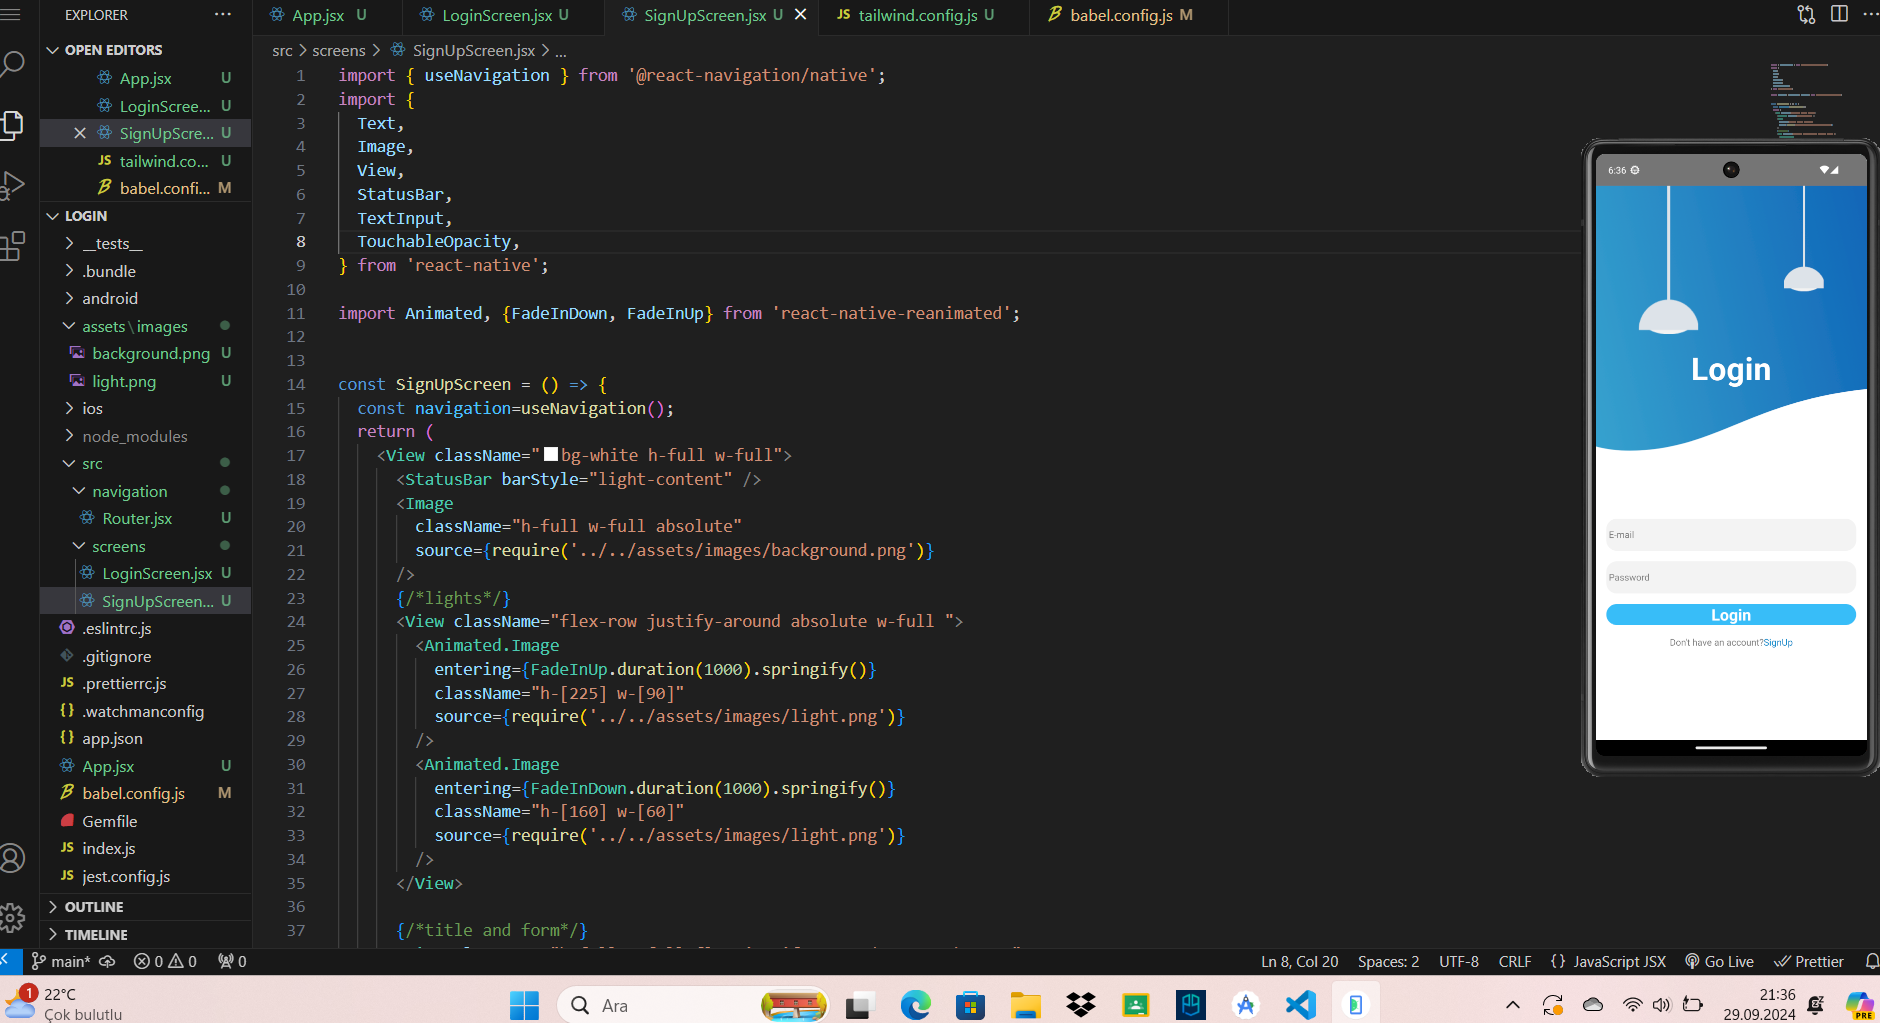 EXPLORER
OPEN EDITORS
App.jsx U
LoginScree... U
SignUpScre... U
JS tailwind.co... U
babel.confi... M
LOGIN
__tests__
.bundle
android
assets\images
background.png U
light.png U
ios
node_modules
src
navigation
Router.jsx U
screens
LoginScreen.jsx U
SignUpScreen... U
.eslintrc.js
.gitignore
JS .prettierrc.js
{} .watchmanconfig
{} app.json
App.jsx U
babel.config.js M
Gemfile
JS index.js
JS jest.config.js
OUTLINE
TIMELINE
App.jsx U
LoginScreen.jsx U
SignUpScreen.jsx U
JS tailwind.config.js U
babel.config.js M
src > screens > SignUpScreen.jsx > ...
1 import { useNavigation } from '@react-navigation/native';
2 import {
3 Text,
4 Image,
5 View,
6 StatusBar,
7 TextInput,
8 TouchableOpacity,
9 } from 'react-native';
10
11 import Animated, {FadeInDown, FadeInUp} from 'react-native-reanimated';
12
13
14 const SignUpScreen = () => {
15 const navigation=useNavigation();
16 return (
17 <View className="bg-white h-full w-full">
18 <StatusBar barStyle="light-content" />
19 <Image
20 className="h-full w-full absolute"
21 source={require('../../assets/images/background.png')}
22 />
23 {/*lights*/}
24 <View className="flex-row justify-around absolute w-full ">
25 <Animated.Image
26 entering={FadeInUp.duration(1000).springify()}
27 className="h-[225] w-[90]"
28 source={require('../../assets/images/light.png')}
29 />
30 <Animated.Image
31 entering={FadeInDown.duration(1000).springify()}
32 className="h-[160] w-[60]"
33 source={require('../../assets/images/light.png')}
34 />
35 </View>
36
37 {/*title and form*/}
6:36
Login
E-mail
Password
Login
Don't have an account?SignUp
main* 0 0 0
Ln 8, Col 20 Spaces: 2 UTF-8 CRLF {} JavaScript JSX Go Live Prettier
1
22°C
Çok bulutlu
Ara
21:36
29.09.2024
PRE